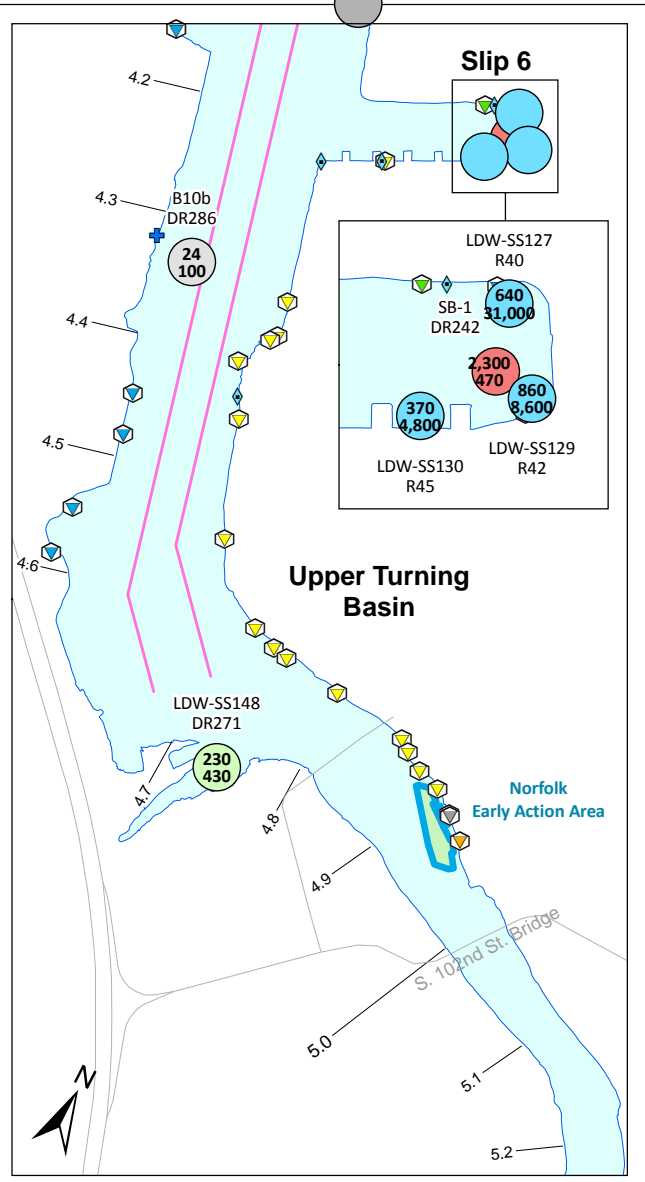 Slip 6
4.2
4.3
B10b
DR286
24
100
4.4
4.5
4.6
LDW-SS127
R40
640
31,000
SB-1
DR242
2,300
470
860
8,600
370
4,800
LDW-SS129
R42
LDW-SS130
R45
Upper Turning
Basin
LDW-SS148
DR271
230
430
4.7
4.8
Norfolk
Early Action Area
4.9
S. 102nd St. Bridge
5.0
5.1
5.2
N